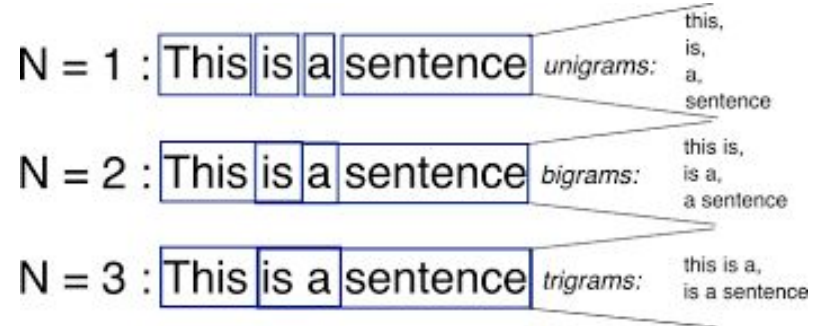 N = 1 : This is a sentence unigrams:
this,
is,
a,
sentence
N = 2 : This is a sentence bigrams:
this is,
is a,
a sentence
N = 3 : This is a sentence trigrams:
this is a,
is a sentence